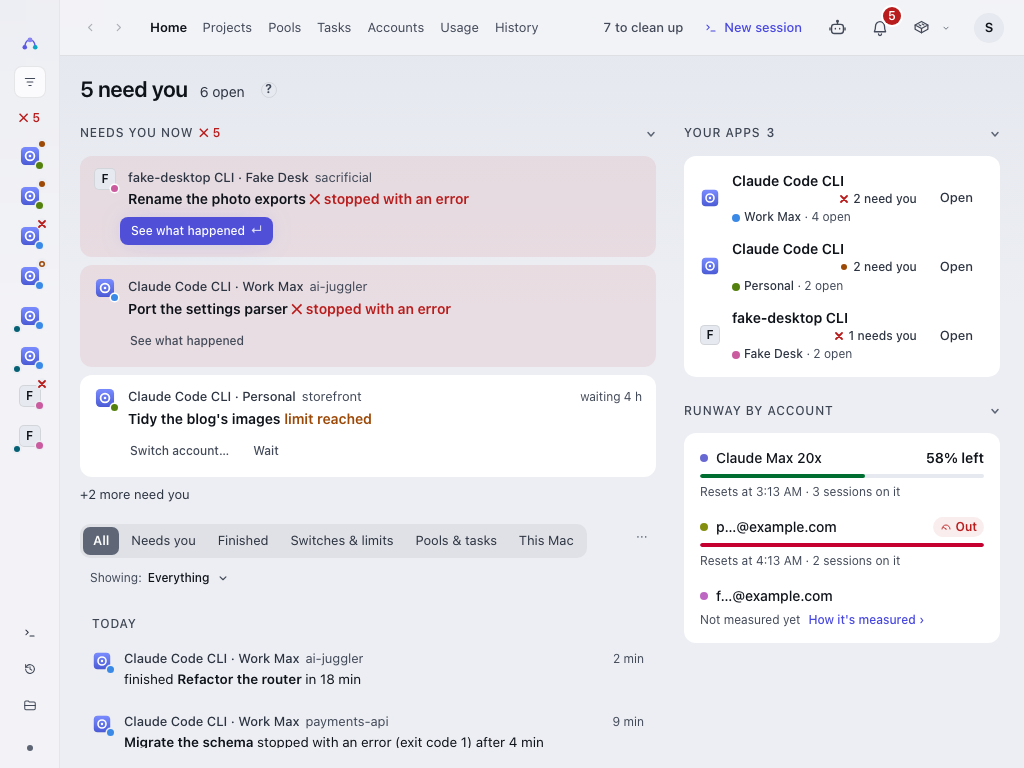 Home Projects Pools Tasks Accounts Usage History 7 to clean up New session 5 S
5
5 need you 6 open ?
NEEDS YOU NOW 5
F fake-desktop CLI · Fake Desk sacrificial
Rename the photo exports stopped with an error
See what happened
Claude Code CLI · Work Max ai-juggler
Port the settings parser stopped with an error
See what happened
Claude Code CLI · Personal storefront waiting 4 h
Tidy the blog's images limit reached
Switch account... Wait
+2 more need you
All Needs you Finished Switches & limits Pools & tasks This Mac ...
Showing: Everything
TODAY
Claude Code CLI · Work Max ai-juggler 2 min
finished Refactor the router in 18 min
Claude Code CLI · Work Max payments-api 9 min
Migrate the schema stopped with an error (exit code 1) after 4 min
YOUR APPS 3
Claude Code CLI
2 need you Open
Work Max · 4 open
Claude Code CLI
2 need you Open
Personal · 2 open
fake-desktop CLI
F 1 needs you Open
Fake Desk · 2 open
RUNWAY BY ACCOUNT
Claude Max 20x 58% left
Resets at 3:13 AM · 3 sessions on it
p...@example.com Out
Resets at 4:13 AM · 2 sessions on it
f...@example.com
Not measured yet How it's measured ›
F
F